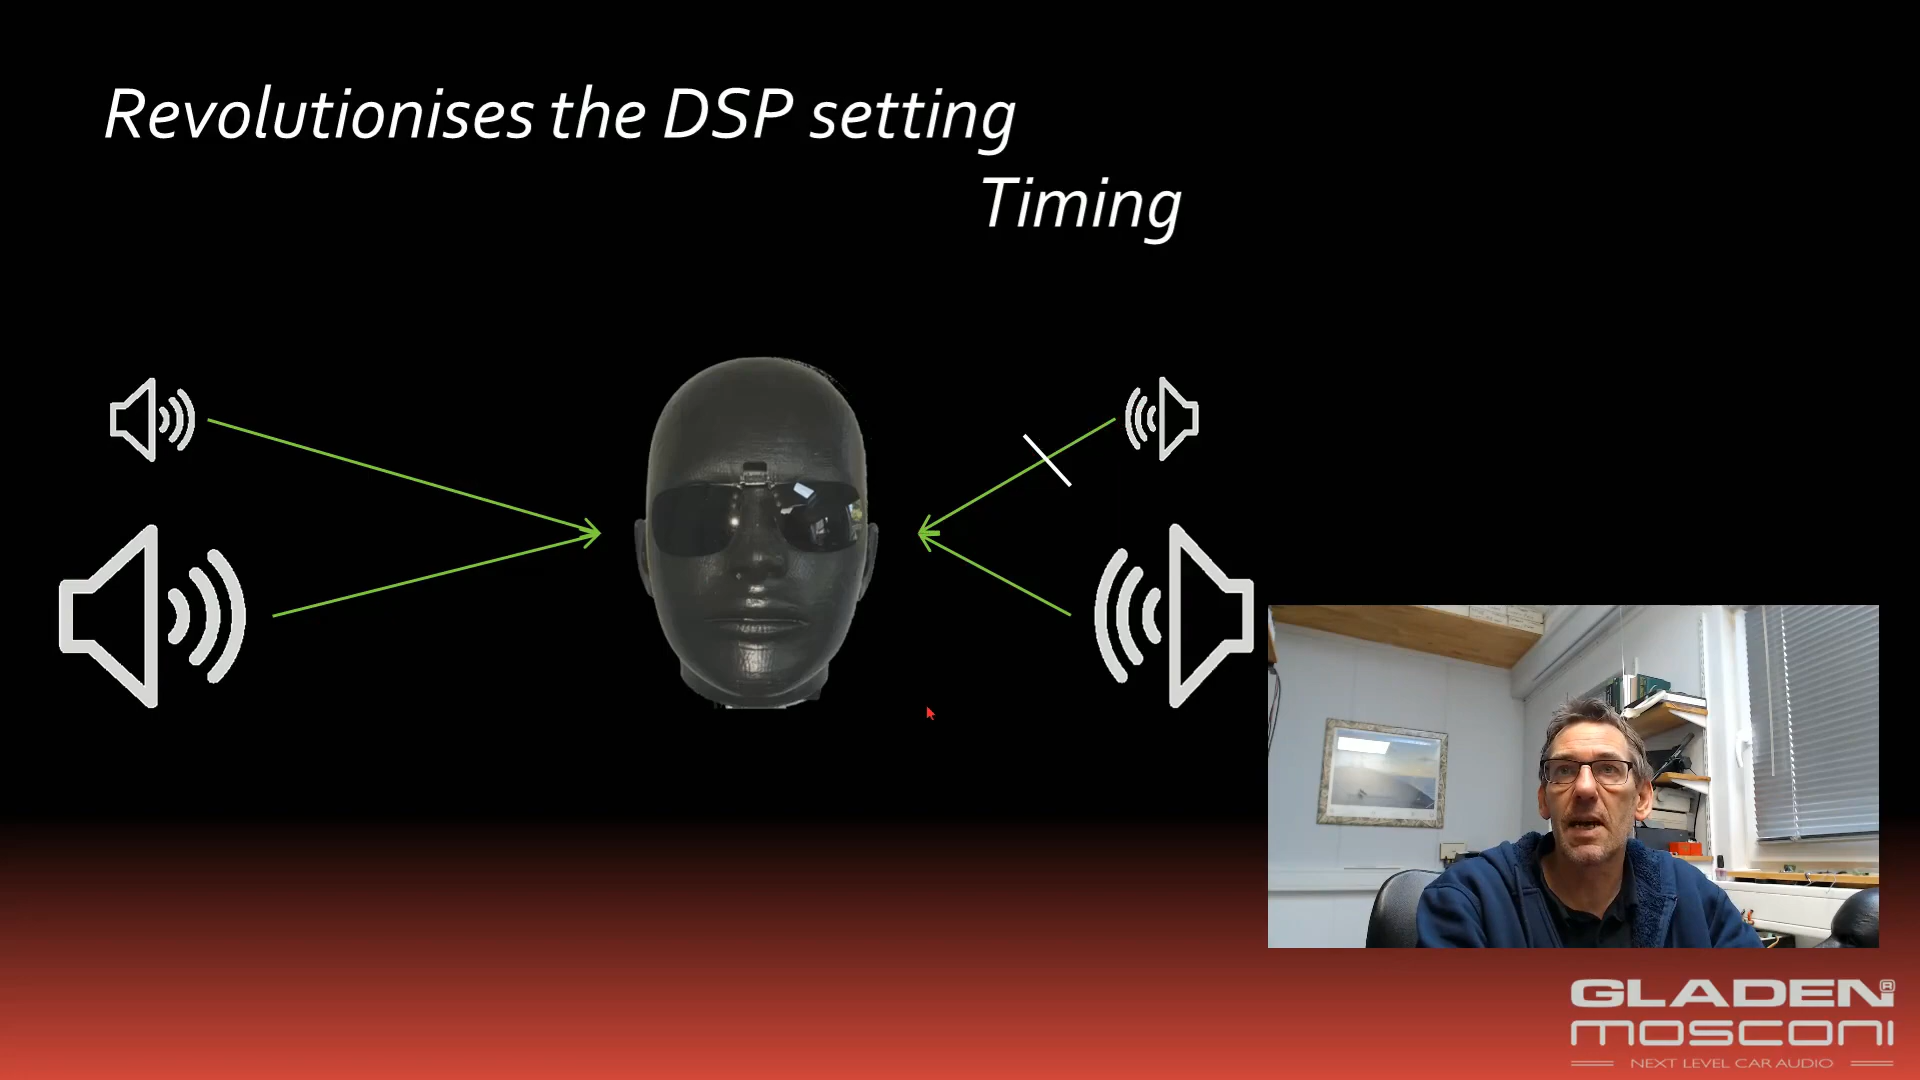 Revolutionises the DSP setting
Timing
GLADEN®
mosconi
NEXT LEVEL CAR AUDIO